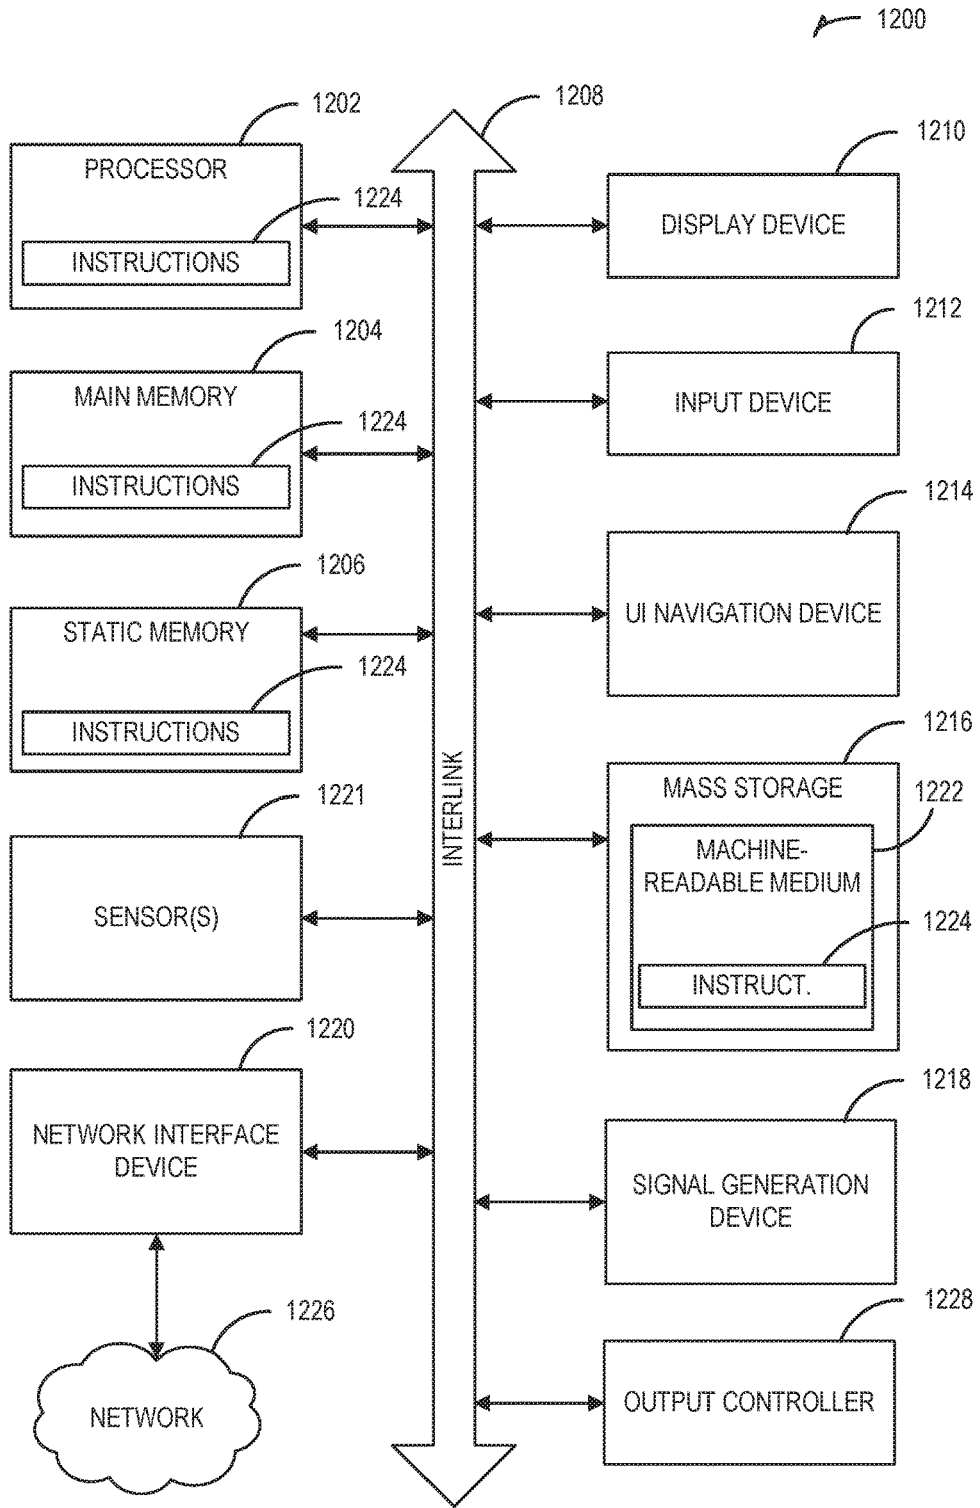 1200
1202
PROCESSOR
1224
INSTRUCTIONS
1204
MAIN MEMORY
1224
INSTRUCTIONS
1206
STATIC MEMORY
1224
INSTRUCTIONS
1221
SENSOR(S)
1220
NETWORK INTERFACE
DEVICE
1226
NETWORK
1208
INTERLINK
1210
DISPLAY DEVICE
1212
INPUT DEVICE
1214
UI NAVIGATION DEVICE
1216
MASS STORAGE
1222
MACHINE-
READABLE MEDIUM
1224
INSTRUCT.
1218
SIGNAL GENERATION
DEVICE
1228
OUTPUT CONTROLLER